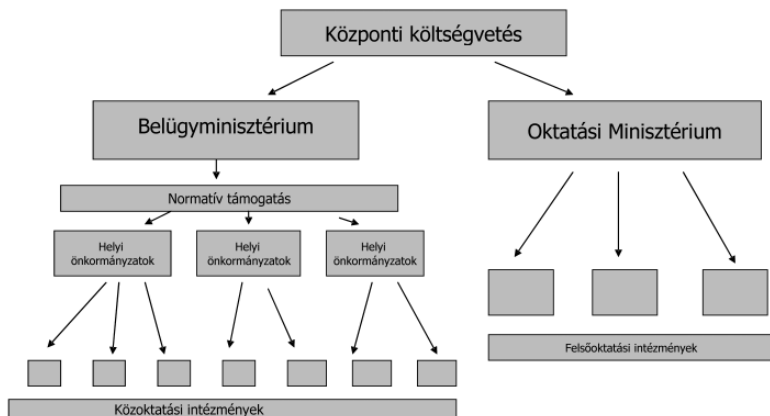 Központi költségvetés
Belügyminisztérium
Oktatási Minisztérium
Normatív támogatás
Helyi
önkormányzatok
Helyi
önkormányzatok
Helyi
önkormányzatok
Felsőoktatási intézmények
Közoktatási intézmények